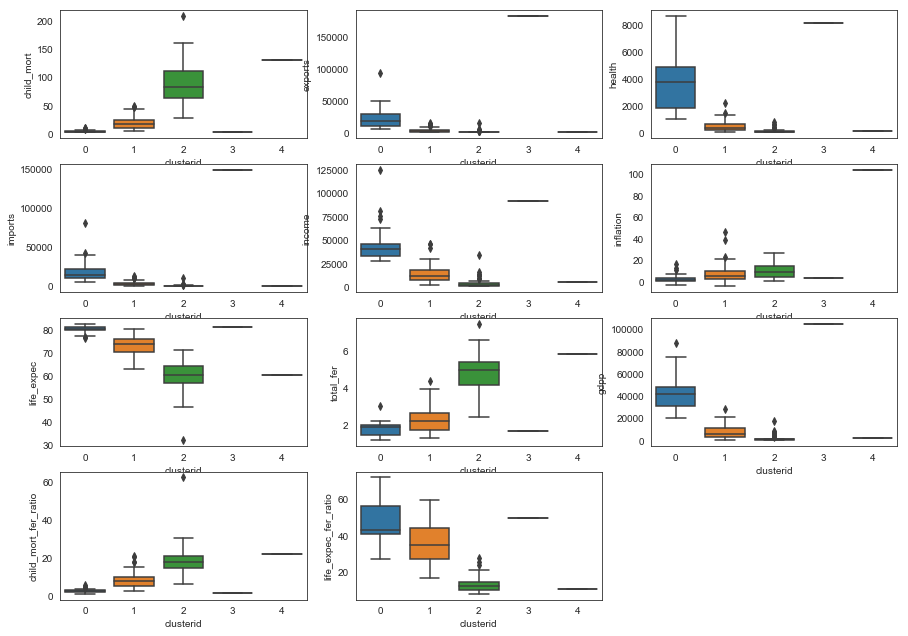 200
150
100
50
0
child_mort
0 1 2 3 4
clusterid
150000
100000
50000
0
exports
0 1 2 3 4
clusterid
8000
6000
4000
2000
0
health
0 1 2 3 4
clusterid
150000
100000
50000
0
imports
0 1 2 3 4
clusterid
125000
100000
75000
50000
25000
0
income
0 1 2 3 4
clusterid
100
80
60
40
20
0
inflation
0 1 2 3 4
clusterid
80
70
60
50
40
30
life_expec
0 1 2 3 4
clusterid
6
4
2
total_fer
0 1 2 3 4
clusterid
100000
80000
60000
40000
20000
0
gdpp
0 1 2 3 4
clusterid
60
40
20
0
child_mort_fer_ratio
0 1 2 3 4
clusterid
60
40
20
life_expec_fer_ratio
0 1 2 3 4
clusterid